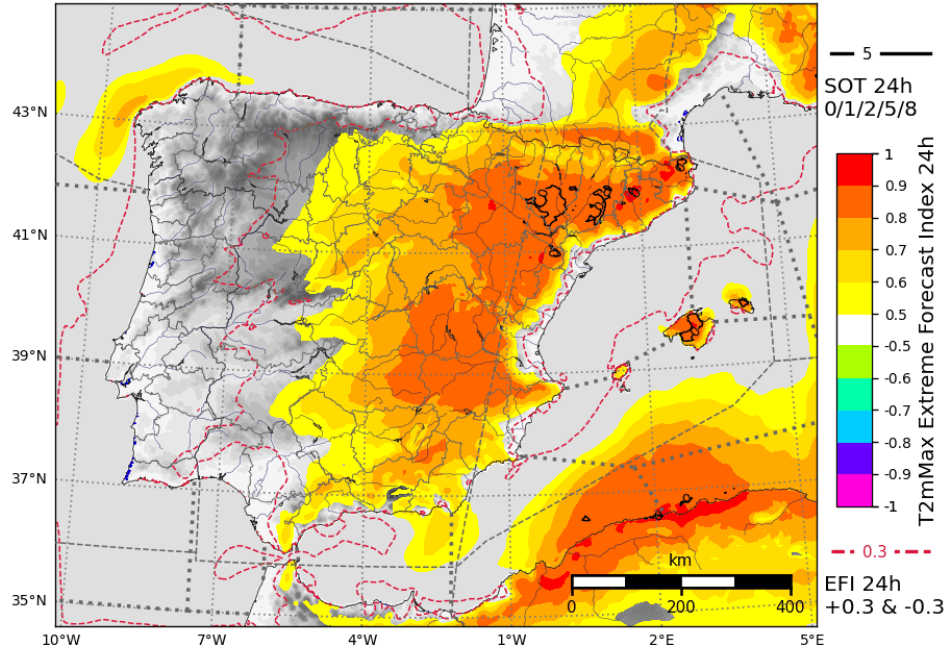 43°N
41°N
39°N
37°N
35°N
10°W
7°W
4°W
1°W
2°E
5°E
km
0
200
400
5
SOT 24h
0/1/2/5/8
1
0.9
0.8
0.7
0.6
0.5
-0.5
-0.6
-0.7
-0.8
-0.9
-1
T2mMax Extreme Forecast Index 24h
0.3
EFI 24h
+0.3 & -0.3